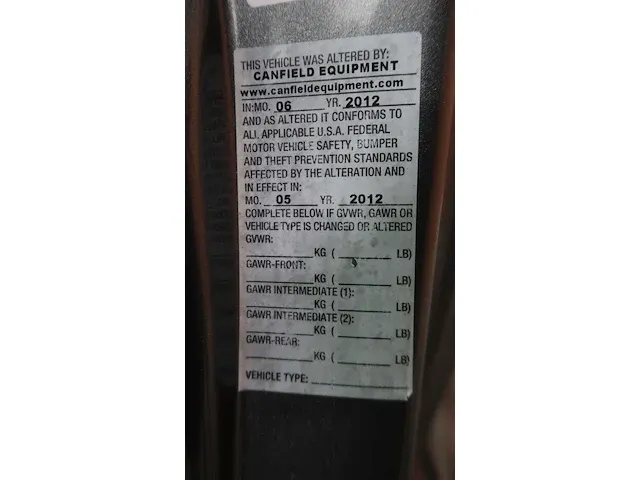 THIS VEHICLE WAS ALTERED BY:
CANFIELD EQUIPMENT
www.canfieldequipment.com
IN:MO. 06 YR. 2012
AND AS ALTERED IT CONFORMS TO
ALL APPLICABLE U.S.A. FEDERAL
MOTOR VEHICLE SAFETY, BUMPER
AND THEFT PREVENTION STANDARDS
AFFECTED BY THE ALTERATION AND
IN EFFECT IN:
MO. 05 YR. 2012
COMPLETE BELOW IF GVWR, GAWR OR
VEHICLE TYPE IS CHANGED OR ALTERED
GVWR:
KG ( LB)
GAWR-FRONT:
KG ( LB)
GAWR INTERMEDIATE (1):
KG ( LB)
GAWR INTERMEDIATE (2):
KG ( LB)
GAWR-REAR:
KG ( LB)
VEHICLE TYPE: